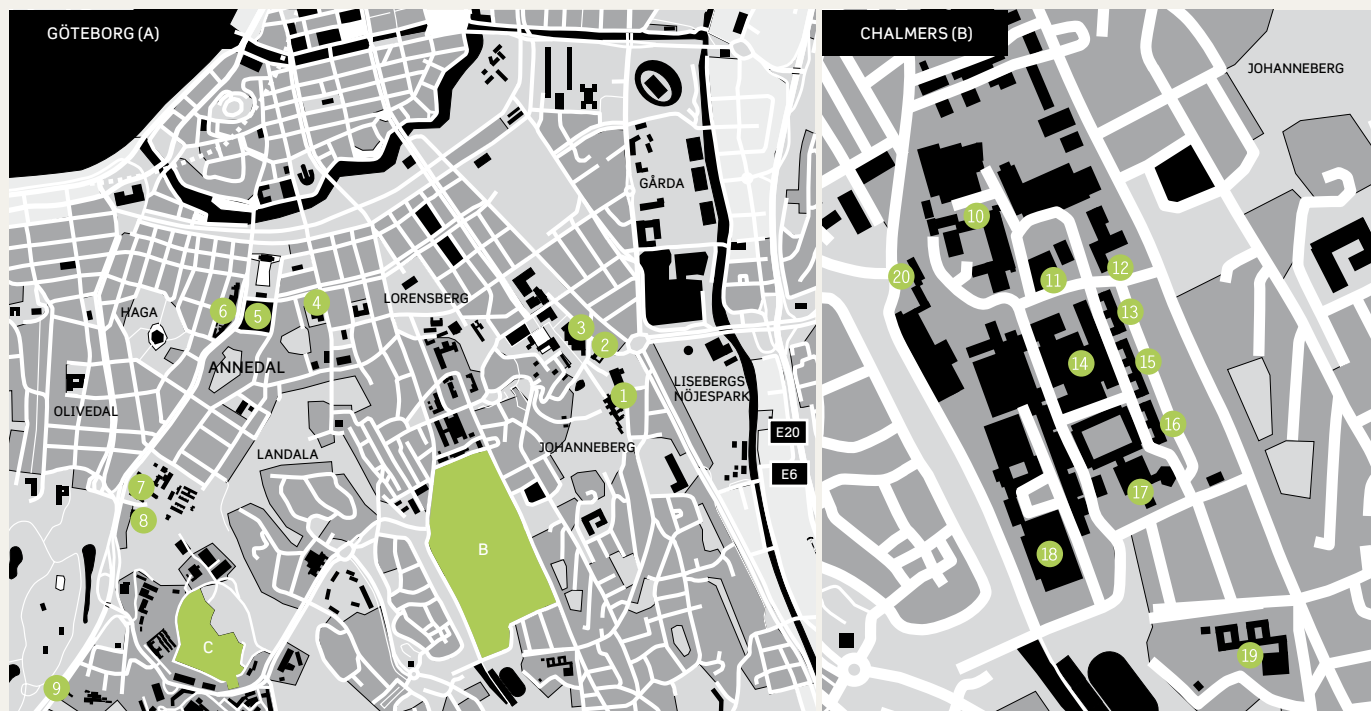 GÖTEBORG (A)
GÅRDA
LORENSBERG
HAGA
6
5
4
3
2
ANNEDAL
1
LISEBERGS
NÖJESPARK
OLIVEDAL
E20
JOHANNEBERG
LANDALA
E6
7
8
B
C
9
CHALMERS (B)
JOHANNEBERG
10
20
11
12
13
14
15
16
17
18
19